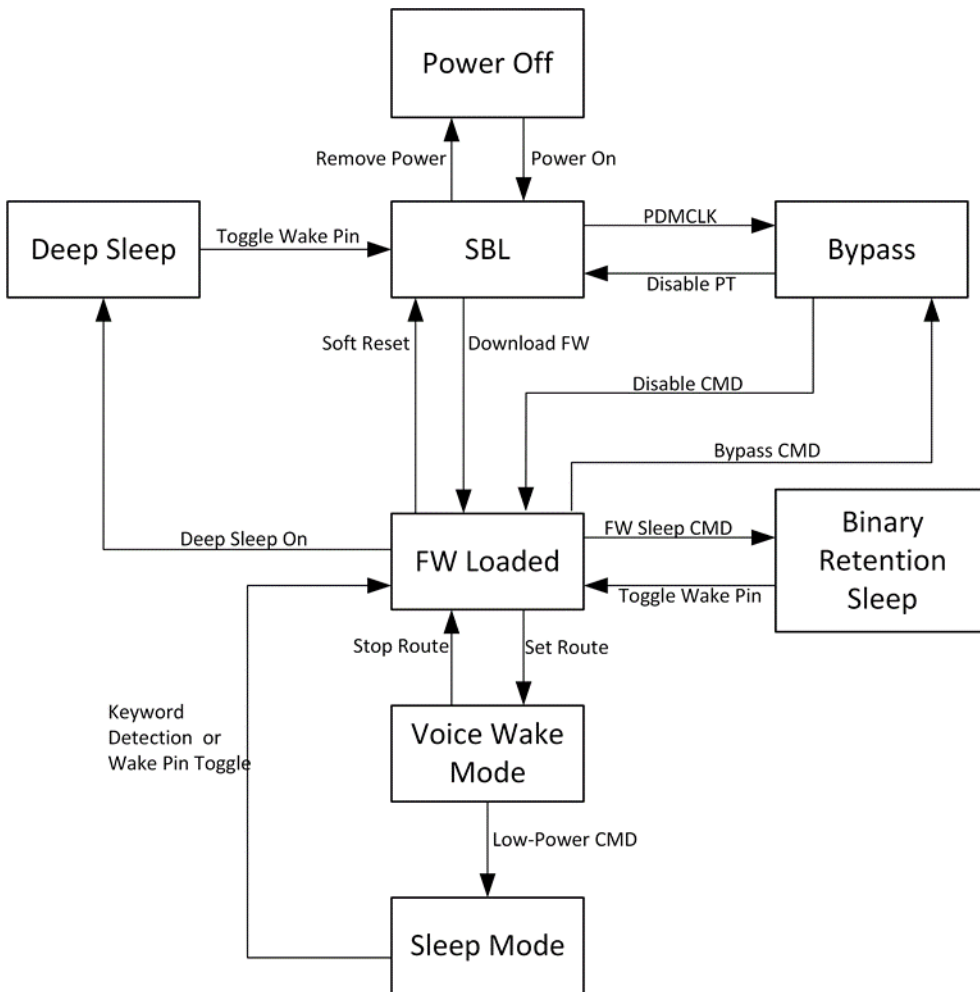 Power Off
Remove Power
Power On
Deep Sleep
Toggle Wake Pin
SBL
PDMCLK
Disable PT
Bypass
Soft Reset
Download FW
Disable CMD
Bypass CMD
Deep Sleep On
FW Loaded
FW Sleep CMD
Toggle Wake Pin
Binary
Retention
Sleep
Stop Route
Set Route
Keyword
Detection or
Wake Pin Toggle
Voice Wake
Mode
Low-Power CMD
Sleep Mode